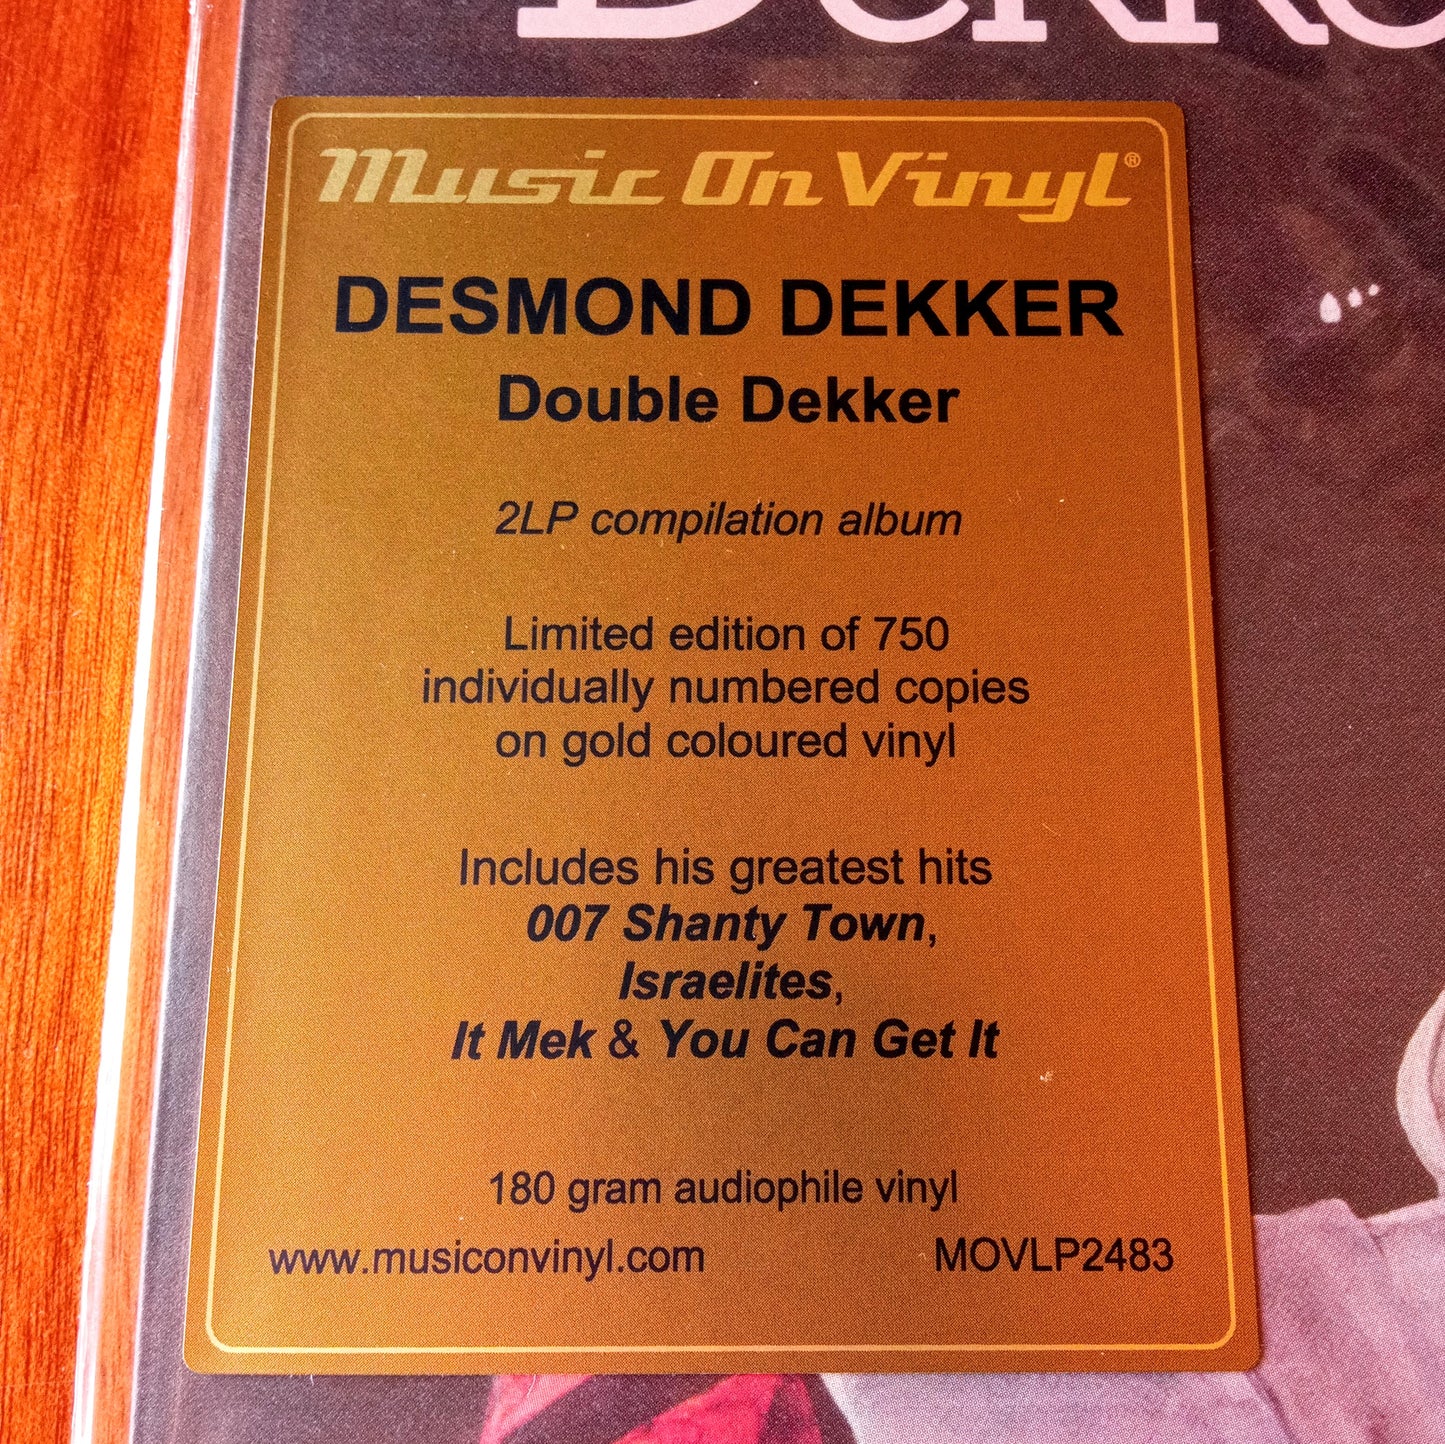 Dekke
Music On Vinyl®
DESMOND DEKKER
Double Dekker
2LP compilation album
Limited edition of 750
individually numbered copies
on gold coloured vinyl
Includes his greatest hits
007 Shanty Town,
Israelites,
It Mek & You Can Get It
180 gram audiophile vinyl
www.musiconvinyl.com MOVLP2483